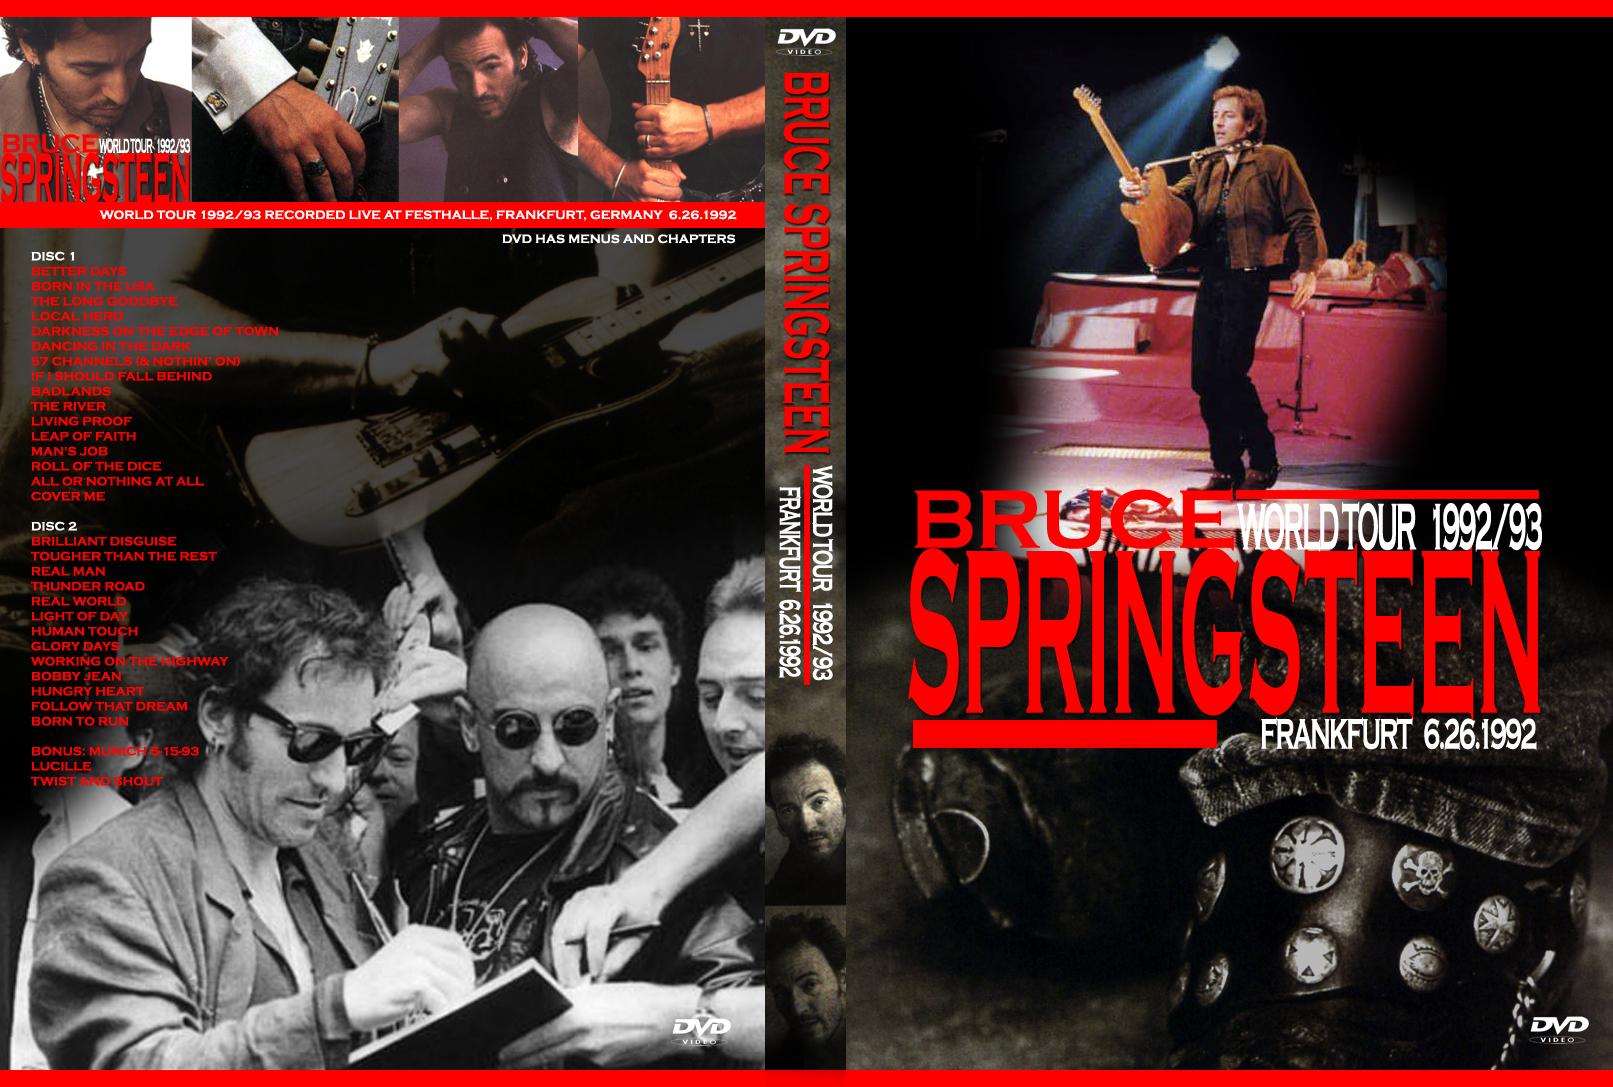 BRUCE WORLD TOUR 1992/93
SPRINGSTEEN
WORLD TOUR 1992/93 RECORDED LIVE AT FESTHALLE, FRANKFURT, GERMANY 6.26.1992
DVD HAS MENUS AND CHAPTERS
DISC 1
BETTER DAYS
BORN IN THE USA
THE LONG GOODBYE
LOCAL HERO
DARKNESS ON THE EDGE OF TOWN
DANCING IN THE DARK
57 CHANNELS (& NOTHIN' ON)
IF I SHOULD FALL BEHIND
BADLANDS
THE RIVER
LIVING PROOF
LEAP OF FAITH
MAN'S JOB
ROLL OF THE DICE
ALL OR NOTHING AT ALL
COVER ME
DISC 2
BRILLIANT DISGUISE
TOUGHER THAN THE REST
REAL MAN
THUNDER ROAD
REAL WORLD
LIGHT OF DAY
HUMAN TOUCH
GLORY DAYS
WORKING ON THE HIGHWAY
BOBBY JEAN
HUNGRY HEART
FOLLOW THAT DREAM
BORN TO RUN
BONUS: MUNICH 5-15-93
LUCILLE
TWIST AND SHOUT
DVD
VIDEO
DVD
VIDEO
BRUCE SPRINGSTEEN
WORLD TOUR 1992/93
FRANKFURT 6.26.1992
BRUCE WORLD TOUR 1992/93
SPRINGSTEEN
FRANKFURT 6.26.1992
DVD
VIDEO